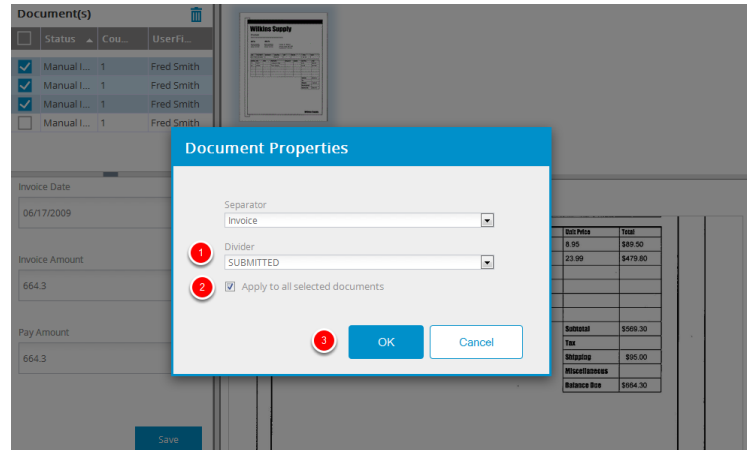 Document(s)
Status Cou... UserFi...
Manual I... 1 Fred Smith
Manual I... 1 Fred Smith
Manual I... 1 Fred Smith
Manual I... 1 Fred Smith
Wilkins Supply
Document Properties
Separator
Invoice
1
Divider
SUBMITTED
2
Apply to all selected documents
3
OK Cancel
Invoice Date
06/17/2009
Invoice Amount
664.3
Pay Amount
664.3
Save
Unit Price Total
8.95 $89.50
23.99 $479.80
Subtotal $569.30
Tax
Shipping $95.00
Miscellaneous
Balance Due $664.30